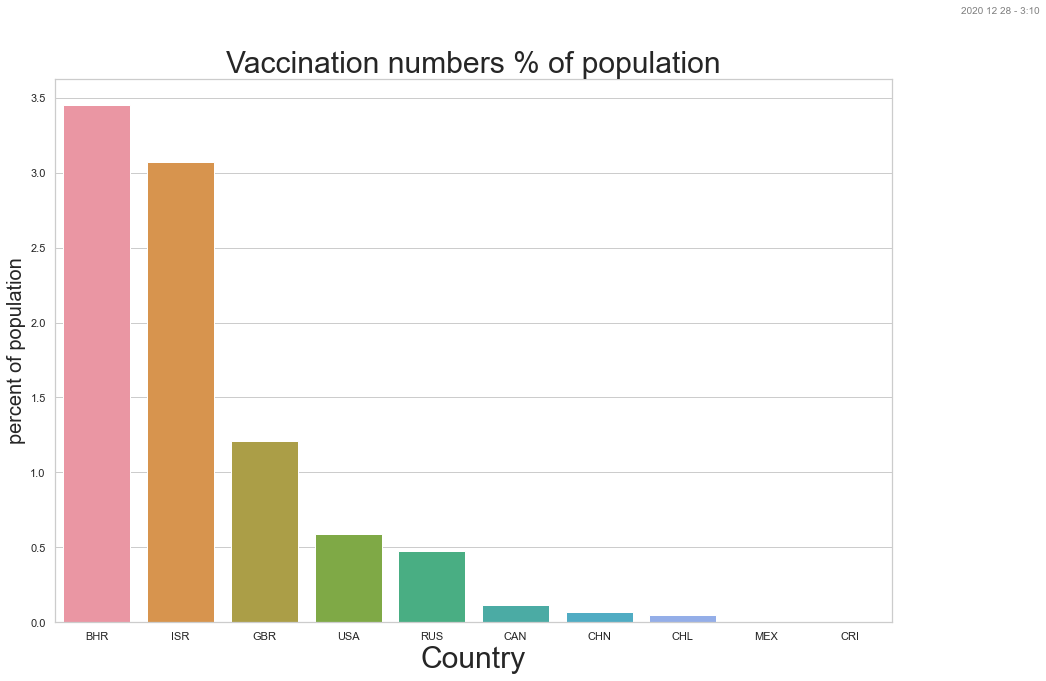 2020 12 28 - 3:10
Vaccination numbers % of population
percent of population
3.5
3.0
2.5
2.0
1.5
1.0
0.5
0.0
BHR ISR GBR USA RUS CAN CHN CHL MEX CRI
Country